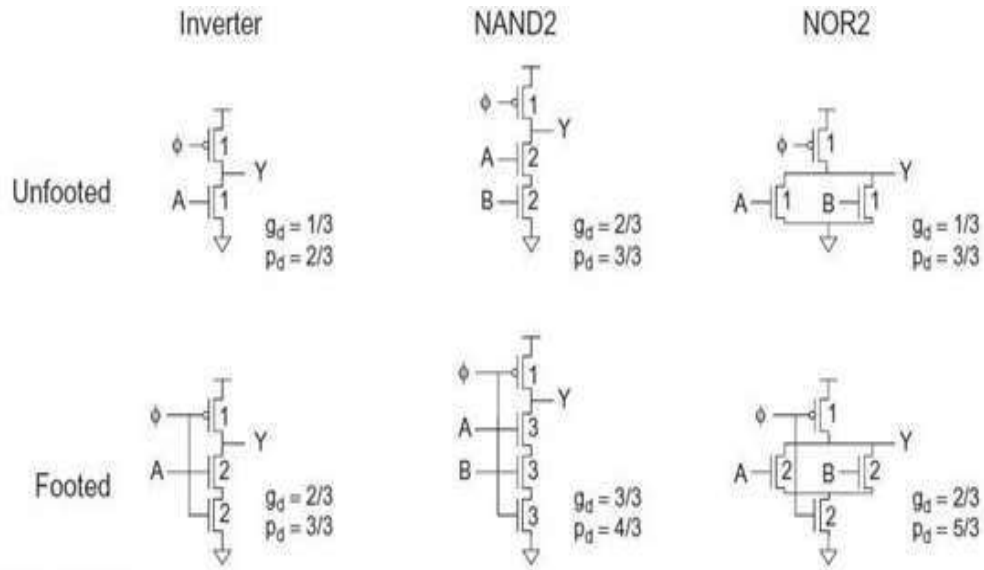 Inverter NAND2 NOR2
Unfooted
ϕ 1
Y
A 1
g_d = 1/3
p_d = 2/3
ϕ 1
Y
A 2
B 2
g_d = 2/3
p_d = 3/3
ϕ 1
Y
A 1 B 1
g_d = 1/3
p_d = 3/3
Footed
ϕ 1
Y
A 2
2
g_d = 2/3
p_d = 3/3
ϕ 1
Y
A 3
B 3
3
g_d = 3/3
p_d = 4/3
ϕ 1
Y
A 2 B 2
2
g_d = 2/3
p_d = 5/3